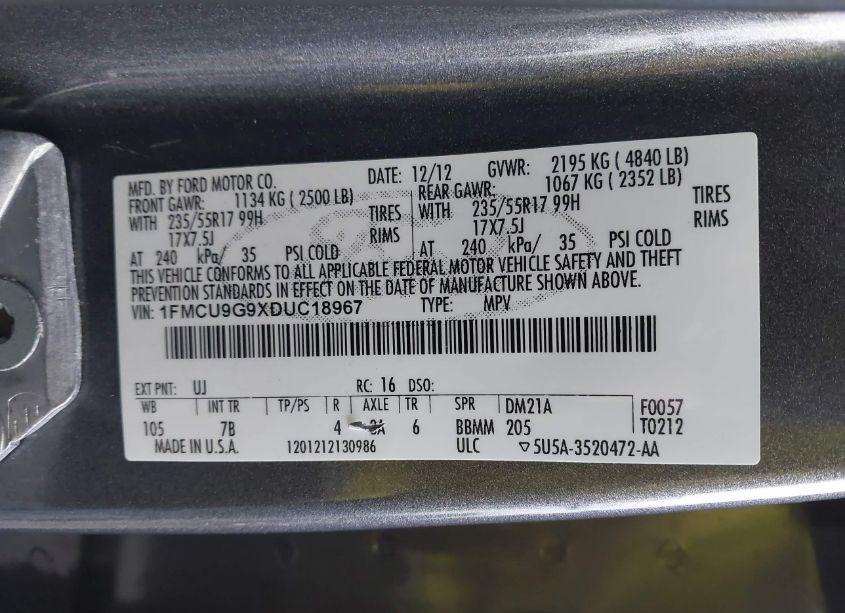 MFD. BY FORD MOTOR CO. DATE: 12/12 GVWR: 2195 KG ( 4840 LB)
FRONT GAWR: 1134 KG ( 2500 LB) REAR GAWR: 1067 KG ( 2352 LB)
WITH 235/55R17 99H TIRES WITH 235/55R17 99H TIRES
17X7.5J RIMS 17X7.5J RIMS
AT 240 kPa/ 35 PSI COLD AT 240 kPa/ 35 PSI COLD
THIS VEHICLE CONFORMS TO ALL APPLICABLE FEDERAL MOTOR VEHICLE SAFETY AND THEFT
PREVENTION STANDARDS IN EFFECT ON THE DATE OF MANUFACTURE SHOWN ABOVE.
VIN: 1FMCU9G9XDUC18967 TYPE: MPV
EXT PNT: UJ RC: 16 DSO:
WB INT TR TP/PS R AXLE TR SPR DM21A F0057
105 7B 4 6 BBMM 205 T0212
MADE IN U.S.A. 1201212130986 ULC ▽5U5A-3520472-AA